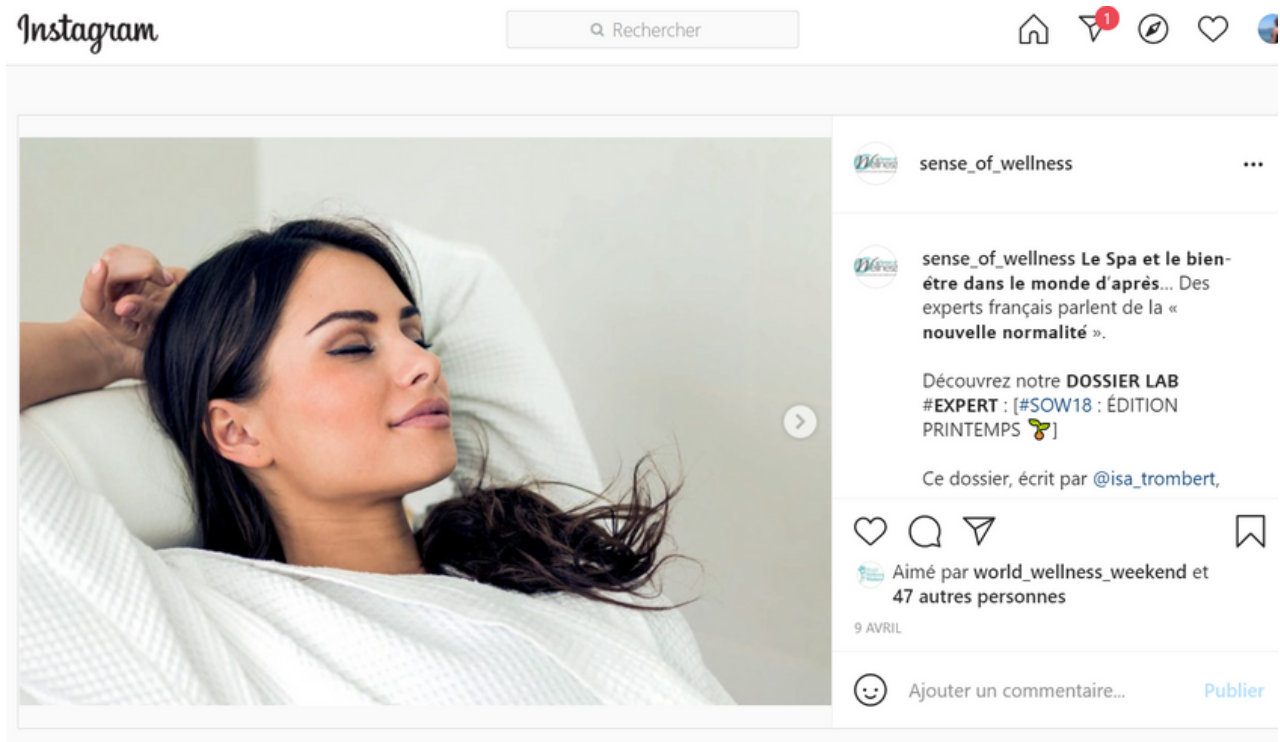 Instagram
Rechercher
1
sense_of_wellness
sense_of_wellness Le Spa et le bien-
être dans le monde d'après... Des
experts français parlent de la «
nouvelle normalité ».
Découvrez notre DOSSIER LAB
#EXPERT : [#SOW18 : ÉDITION
PRINTEMPS 🌱]
Ce dossier, écrit par @isa_trombert,
Aimé par world_wellness_weekend et
47 autres personnes
9 AVRIL
Ajouter un commentaire...
Publier